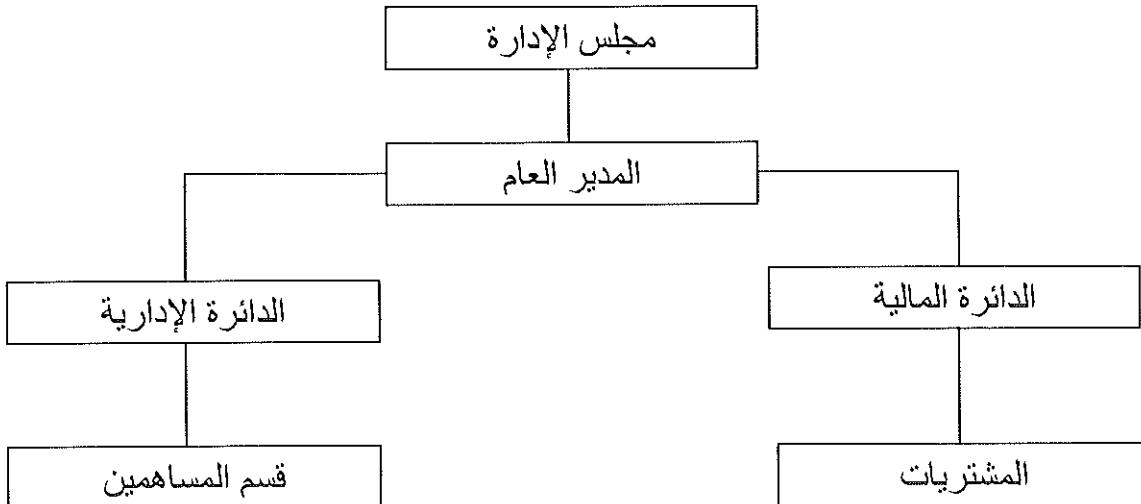 مجلس الإدارة
المدير العام
الدائرة المالية
الدائرة الإدارية
المشتريات
قسم المساهمين